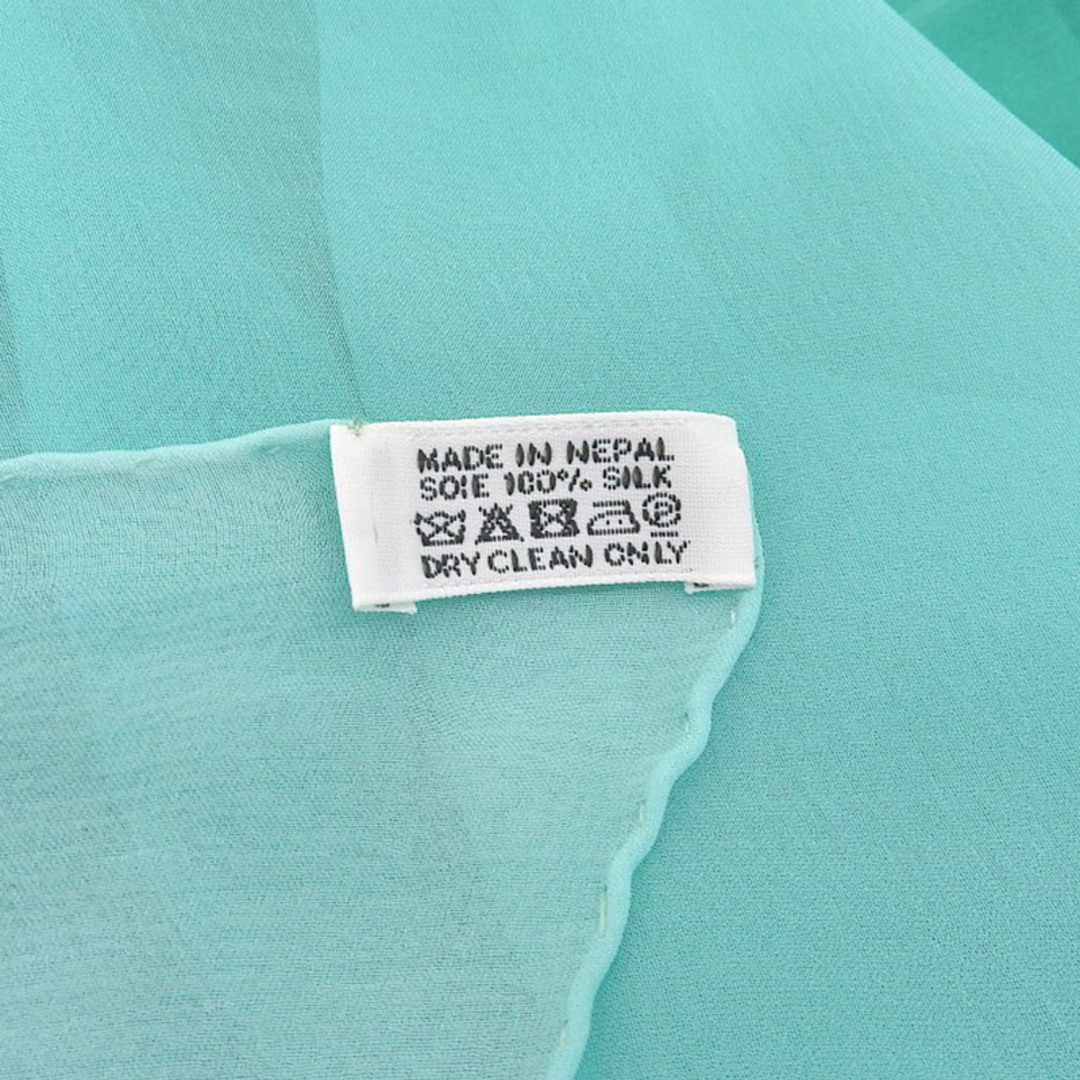 MADE IN NEPAL
SOIE 100% SILK
P
DRY CLEAN ONLY